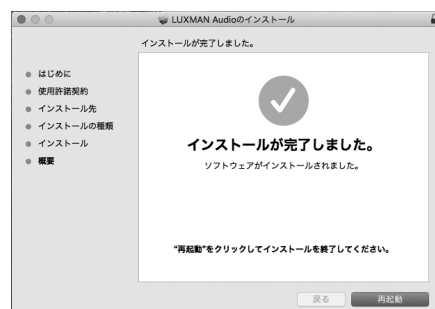 LUXMAN Audioのインストール
インストールが完了しました。
はじめに
使用許諾契約
インストール先
インストールの種類
インストール
概要
インストールが完了しました。
ソフトウェアがインストールされました。
"再起動"をクリックしてインストールを終了してください。
戻る
再起動